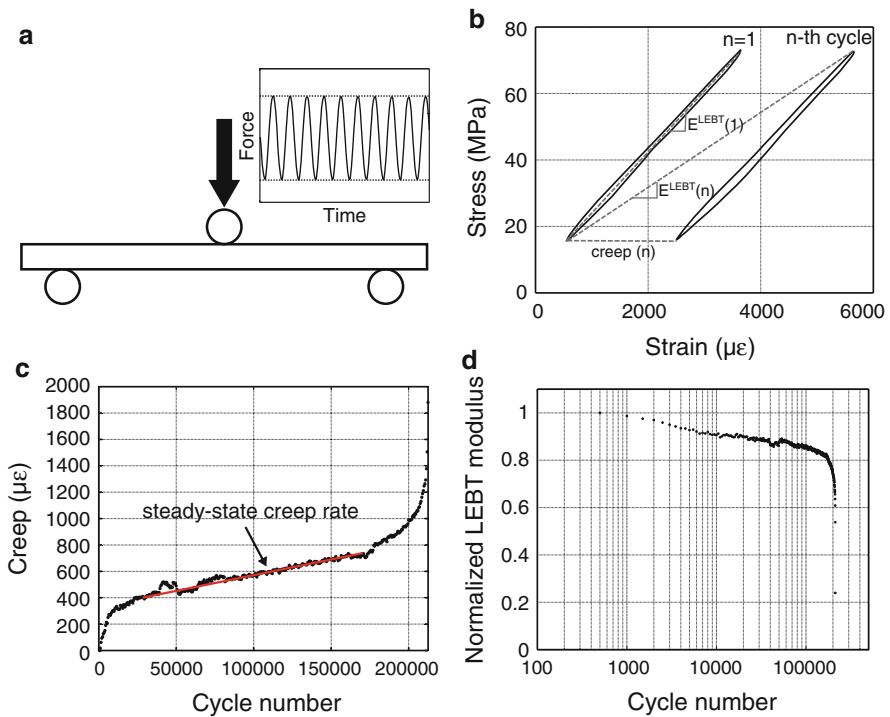 a
Force
Time
b
80
60
40
20
0
Stress (MPa)
n=1
n-th cycle
E^LEBT(1)
E^LEBT(n)
creep (n)
0 2000 4000 6000
Strain (με)
c
2000
1800
1600
1400
1200
1000
800
600
400
200
0
Creep (με)
steady-state creep rate
0 50000 100000 150000 200000
Cycle number
d
Normalized LEBT modulus
1
0.8
0.6
0.4
0.2
0
100 1000 10000 100000
Cycle number